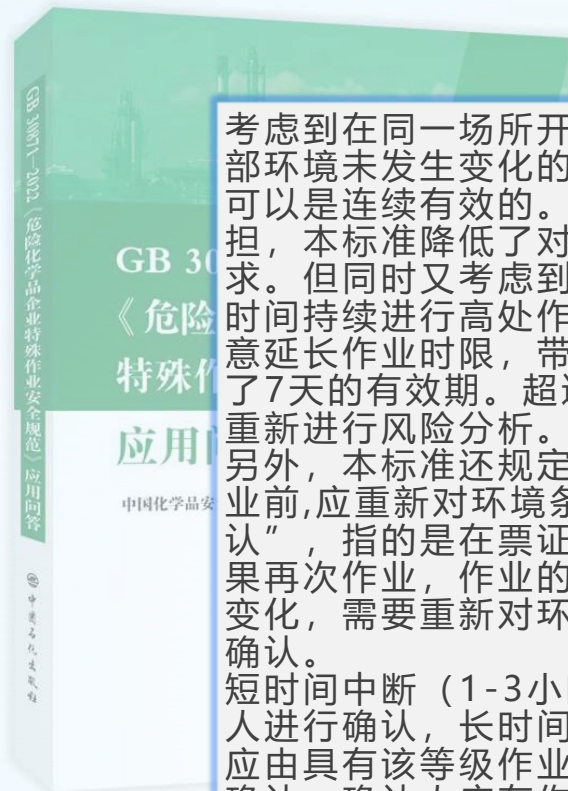 GB 30871—2022《危险化学品企业特殊作业安全规范》应用问答
中国石化出版社
GB 30
《危险
特殊作
应用问
中国化学品安
考虑到在同一场所开
部环境未发生变化的
可以是连续有效的。
担，本标准降低了对
求。但同时又考虑到
时间持续进行高处作
意延长作业时限，带
了7天的有效期。超过
重新进行风险分析。
另外，本标准还规定
业前,应重新对环境条
认”，指的是在票证
果再次作业，作业的
变化，需要重新对环
确认。
短时间中断（1-3小
人进行确认，长时间
应由具有该等级作业